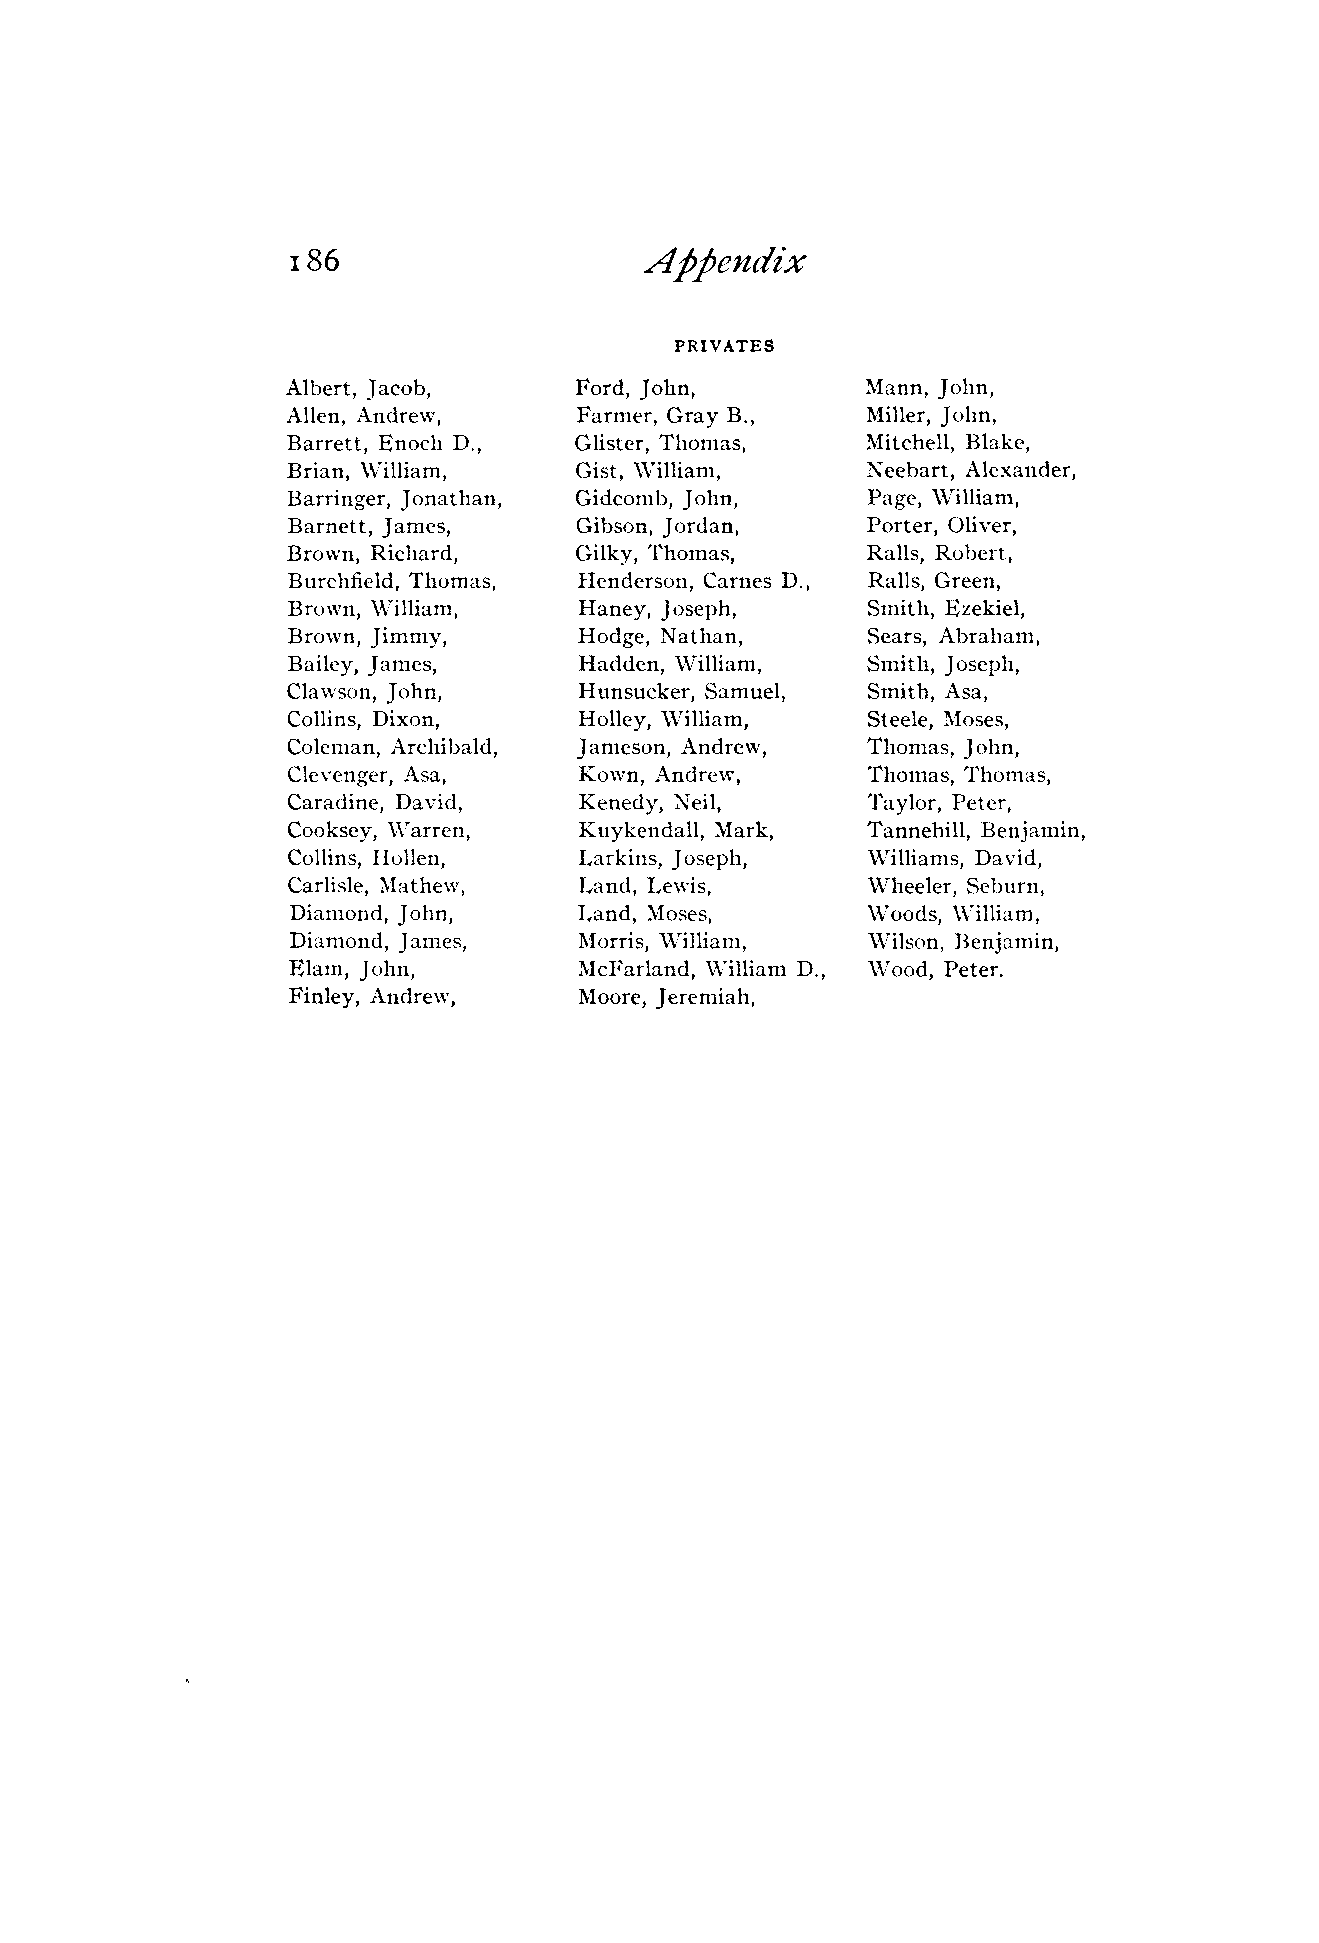 186 Appendix
PRIVATES
Albert, Jacob,
Allen, Andrew,
Barrett, Enoch D.,
Brian, William,
Barringer, Jonathan,
Barnett, James,
Brown, Richard,
Burchfield, Thomas,
Brown, William,
Brown, Jimmy,
Bailey, James,
Clawson, John,
Collins, Dixon,
Coleman, Archibald,
Clevenger, Asa,
Caradine, David,
Cooksey, Warren,
Collins, Hollen,
Carlisle, Mathew,
Diamond, John,
Diamond, James,
Elam, John,
Finley, Andrew,
Ford, John,
Farmer, Gray B.,
Glister, Thomas,
Gist, William,
Gidcomb, John,
Gibson, Jordan,
Gilky, Thomas,
Henderson, Carnes D.,
Haney, Joseph,
Hodge, Nathan,
Hadden, William,
Hunsucker, Samuel,
Holley, William,
Jameson, Andrew,
Kown, Andrew,
Kenedy, Neil,
Kuykendall, Mark,
Larkins, Joseph,
Land, Lewis,
Land, Moses,
Morris, William,
McFarland, William D.,
Moore, Jeremiah,
Mann, John,
Miller, John,
Mitchell, Blake,
Neebart, Alexander,
Page, William,
Porter, Oliver,
Ralls, Robert,
Ralls, Green,
Smith, Ezekiel,
Sears, Abraham,
Smith, Joseph,
Smith, Asa,
Steele, Moses,
Thomas, John,
Thomas, Thomas,
Taylor, Peter,
Tannehill, Benjamin,
Williams, David,
Wheeler, Seburn,
Woods, William,
Wilson, Benjamin,
Wood, Peter.